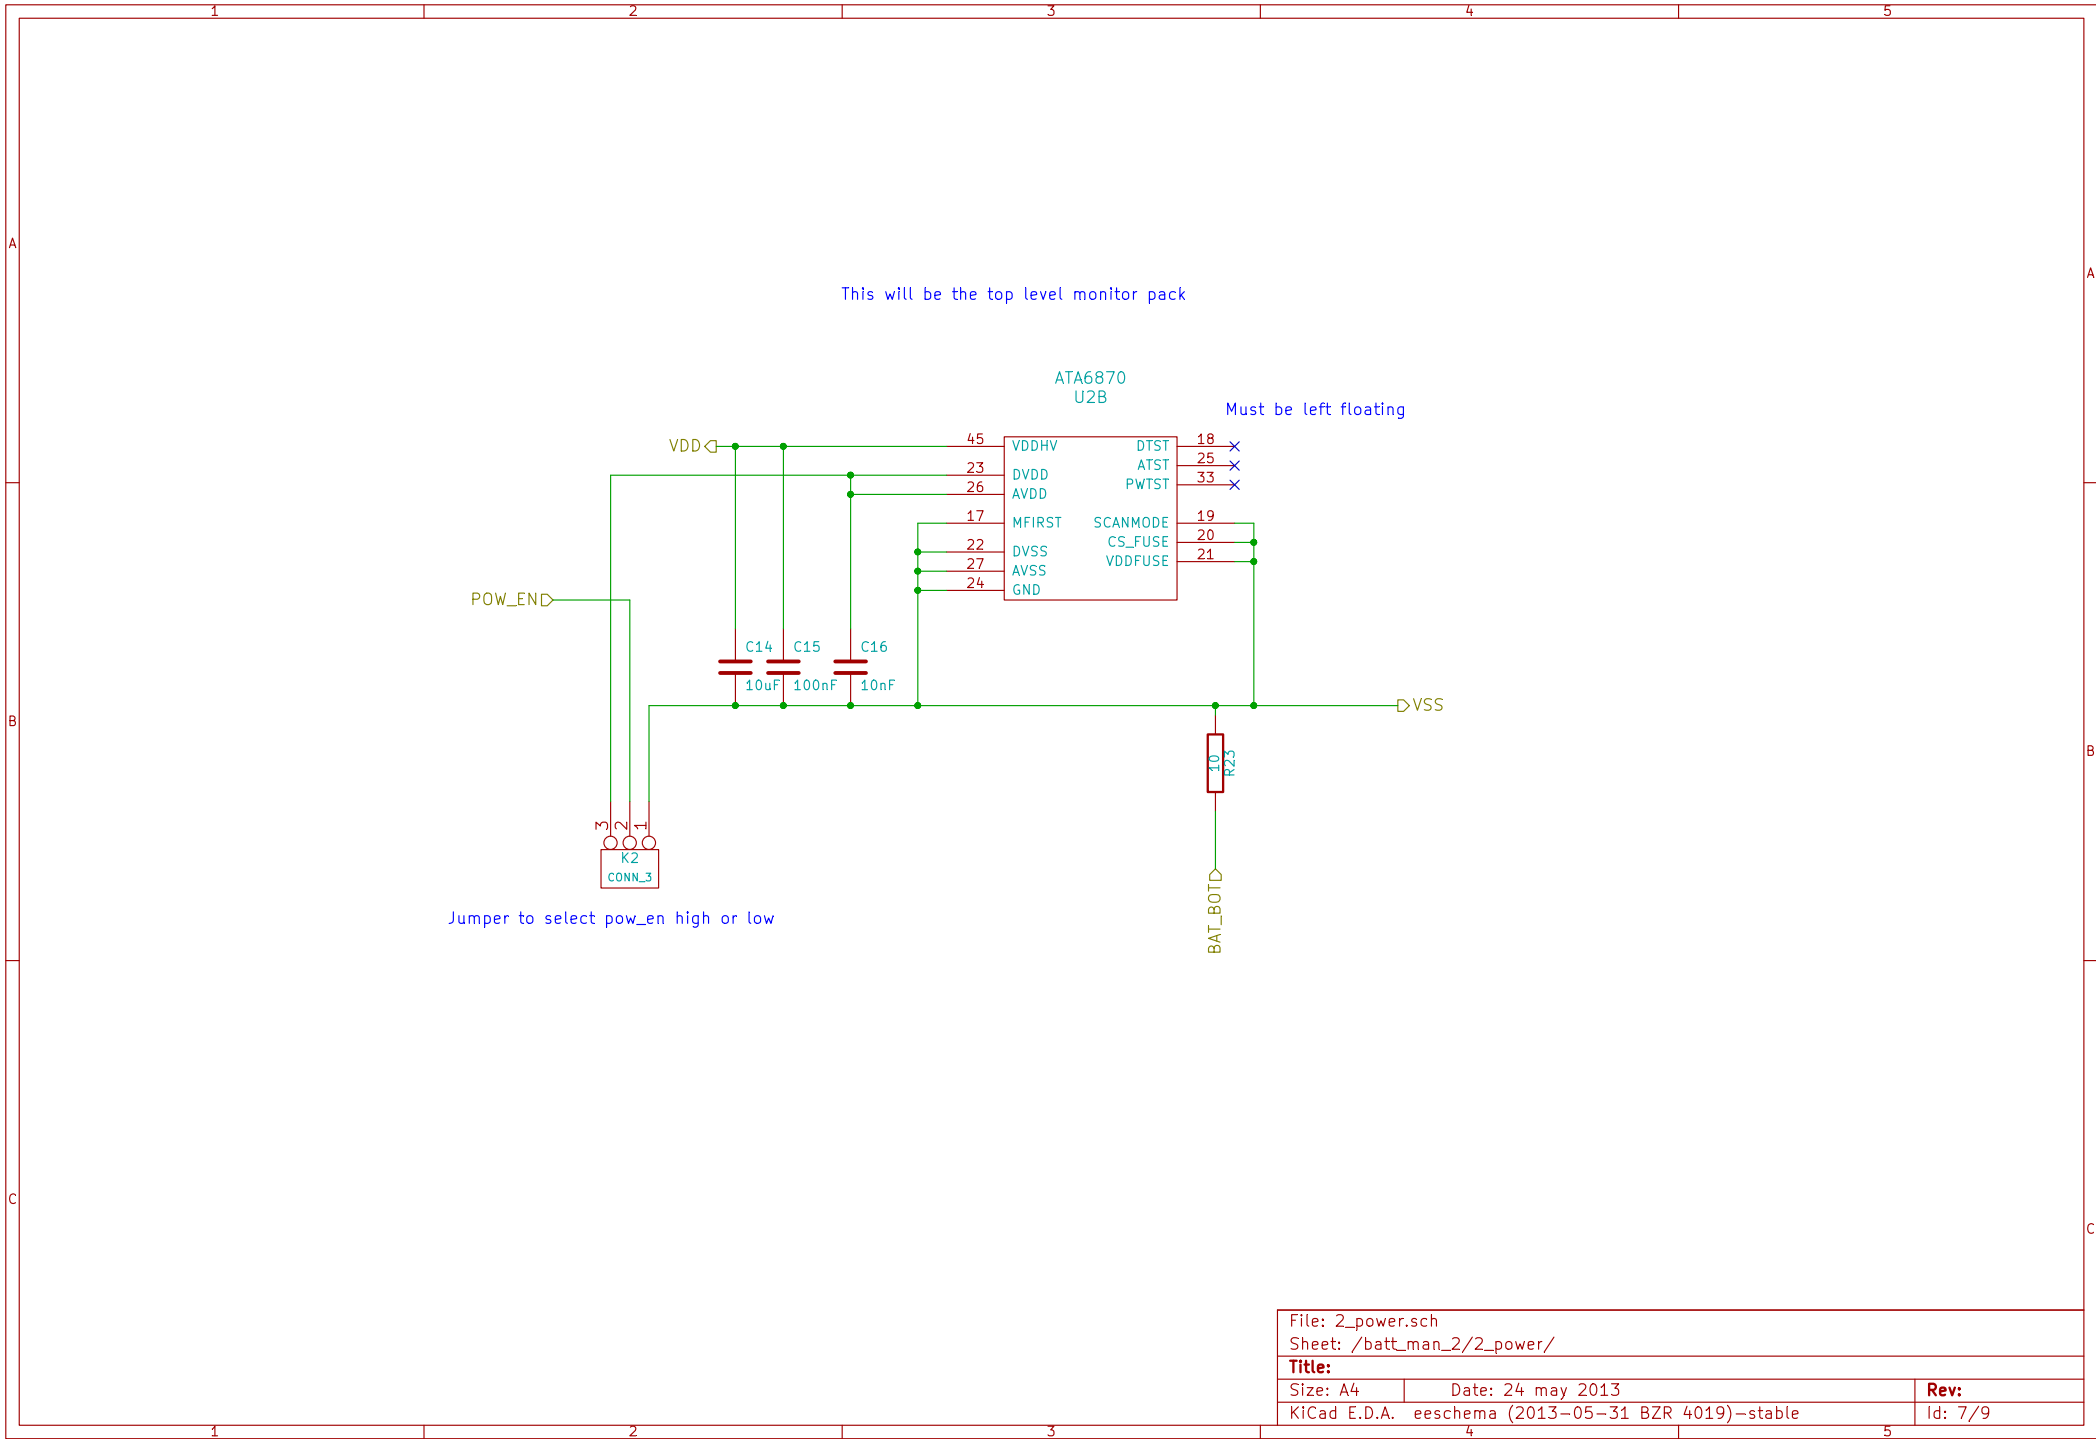 1 2 3 4 5
A
A
This will be the top level monitor pack
ATA6870
U2B
Must be left floating
VDD
45 VDDHV DTST 18
23 DVDD ATST 25
26 AVDD PWTST 33
17 MFIRST SCANMODE 19
22 DVSS CS_FUSE 20
27 AVSS VDDFUSE 21
24 GND
POW_EN
C14 C15 C16
10uF 100nF 10nF
VSS
B
B
10
R23
3 2 1
K2
CONN_3
BAT_BOT
Jumper to select pow_en high or low
C
C
File: 2_power.sch
Sheet: /batt_man_2/2_power/
Title:
Size: A4 Date: 24 may 2013 Rev:
KiCad E.D.A. eeschema (2013-05-31 BZR 4019)-stable Id: 7/9
1 2 3 4 5